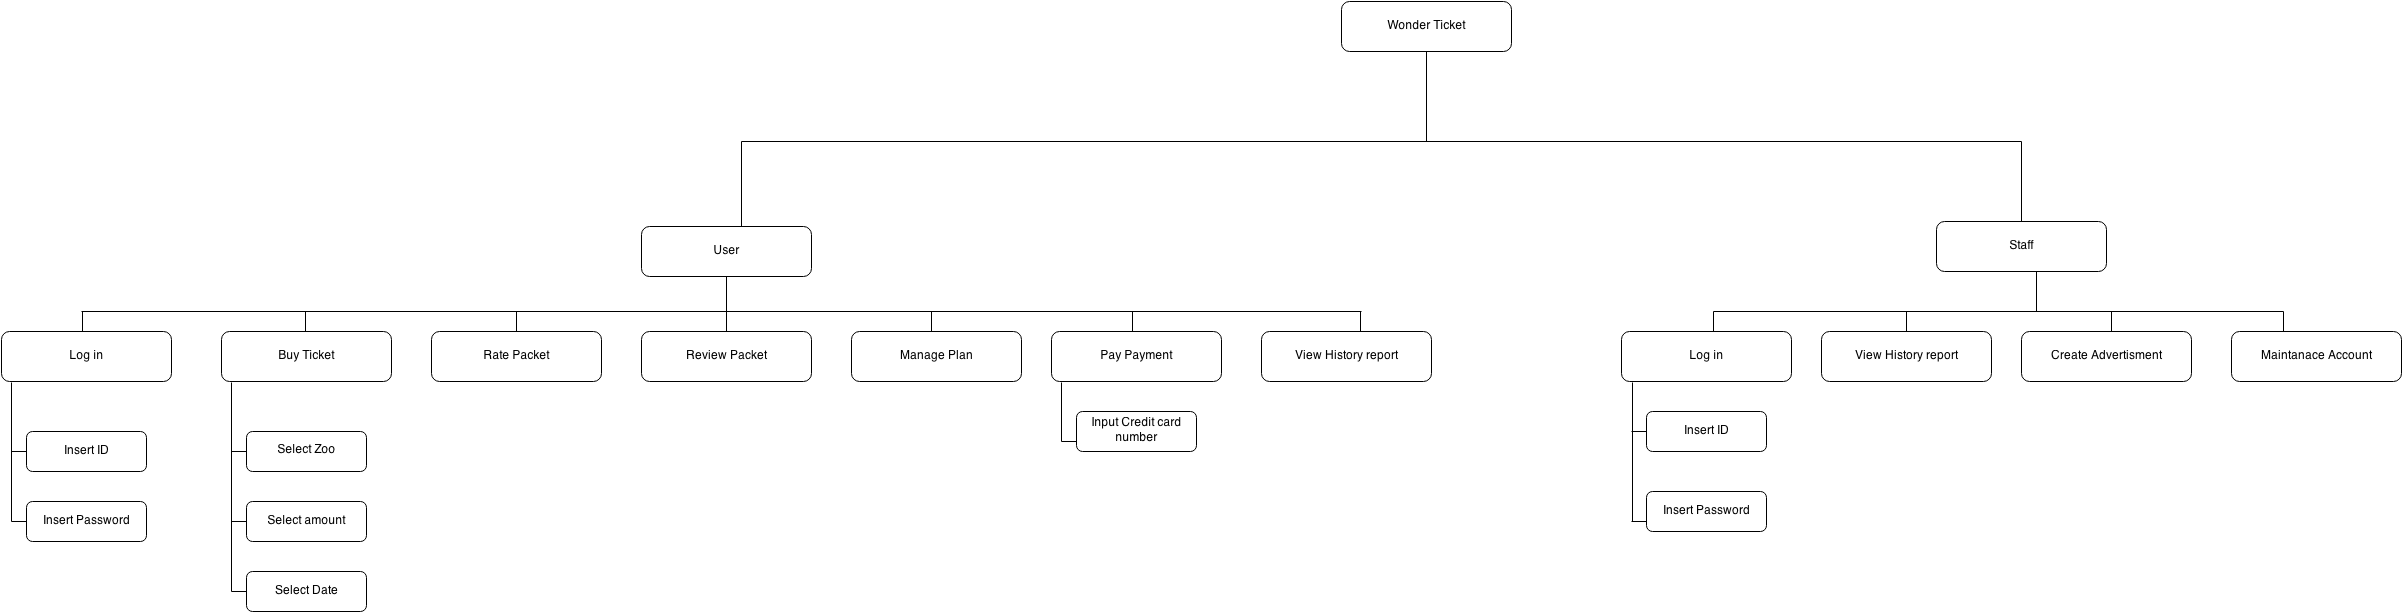 Wonder Ticket
User
Staff
Log in
Buy Ticket
Rate Packet
Review Packet
Manage Plan
Pay Payment
View History report
Log in
View History report
Create Advertisment
Maintanace Account
Insert ID
Select Zoo
Input Credit card
number
Insert ID
Insert Password
Select amount
Insert Password
Select Date